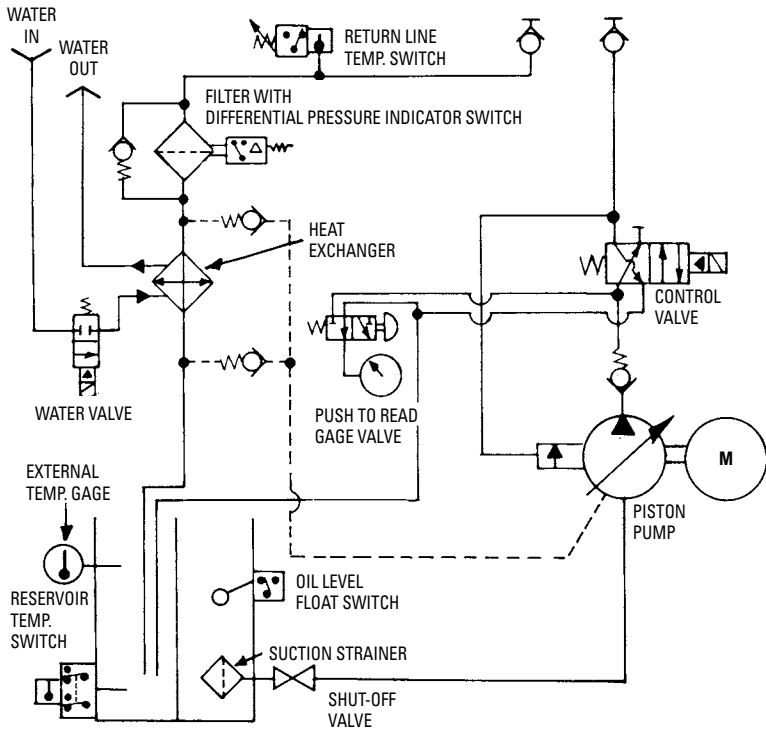 WATER
IN
WATER
OUT
RETURN LINE
TEMP. SWITCH
FILTER WITH
DIFFERENTIAL PRESSURE INDICATOR SWITCH
HEAT
EXCHANGER
CONTROL
VALVE
WATER VALVE
PUSH TO READ
GAGE VALVE
M
PISTON
PUMP
EXTERNAL
TEMP. GAGE
RESERVOIR
TEMP.
SWITCH
OIL LEVEL
FLOAT SWITCH
SUCTION STRAINER
SHUT-OFF
VALVE